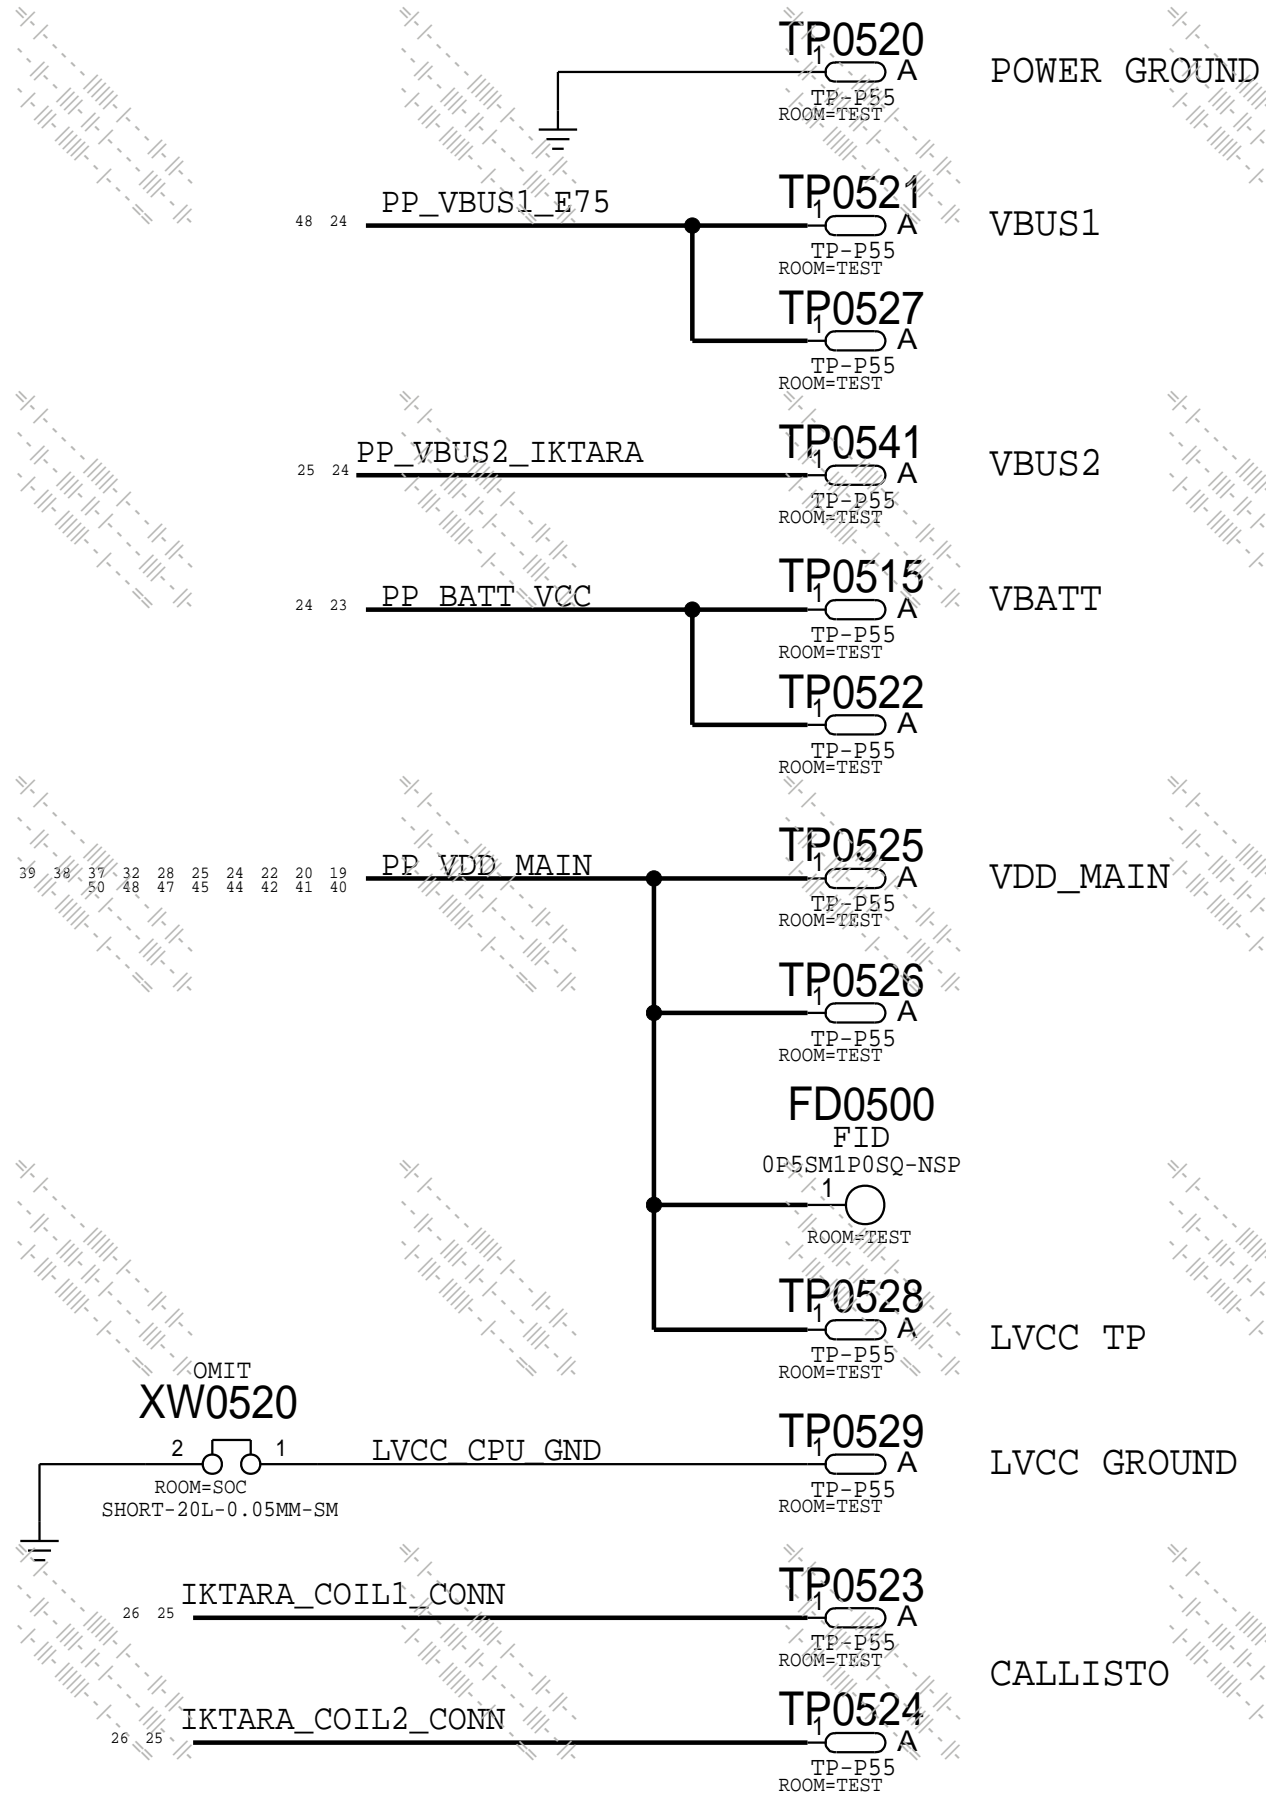 TP0520
1
A
POWER GROUND
TP-P55
ROOM=TEST
PP_VBUS1_E75
48 24
TP0521
1
A
VBUS1
TP-P55
ROOM=TEST
TP0527
1
A
TP-P55
ROOM=TEST
PP_VBUS2_IKTARA
25 24
TP0541
1
A
VBUS2
TP-P55
ROOM=TEST
PP_BATT_VCC
24 23
TP0515
1
A
VBATT
TP-P55
ROOM=TEST
TP0522
1
A
TP-P55
ROOM=TEST
PP_VDD_MAIN
39 38 37 32 28 25 24 22 20 19
50 48 47 45 44 42 41 40
TP0525
1
A
VDD_MAIN
TP-P55
ROOM=TEST
TP0526
1
A
TP-P55
ROOM=TEST
FD0500
FID
0P5SM1P0SQ-NSP
1
ROOM=TEST
TP0528
1
A
LVCC TP
TP-P55
ROOM=TEST
OMIT
XW0520
2 1
ROOM=SOC
SHORT-20L-0.05MM-SM
LVCC_CPU_GND
TP0529
1
A
LVCC GROUND
TP-P55
ROOM=TEST
IKTARA_COIL1_CONN
26 25
TP0523
1
A
TP-P55
ROOM=TEST
CALLISTO
IKTARA_COIL2_CONN
26 25
TP0524
1
A
TP-P55
ROOM=TEST